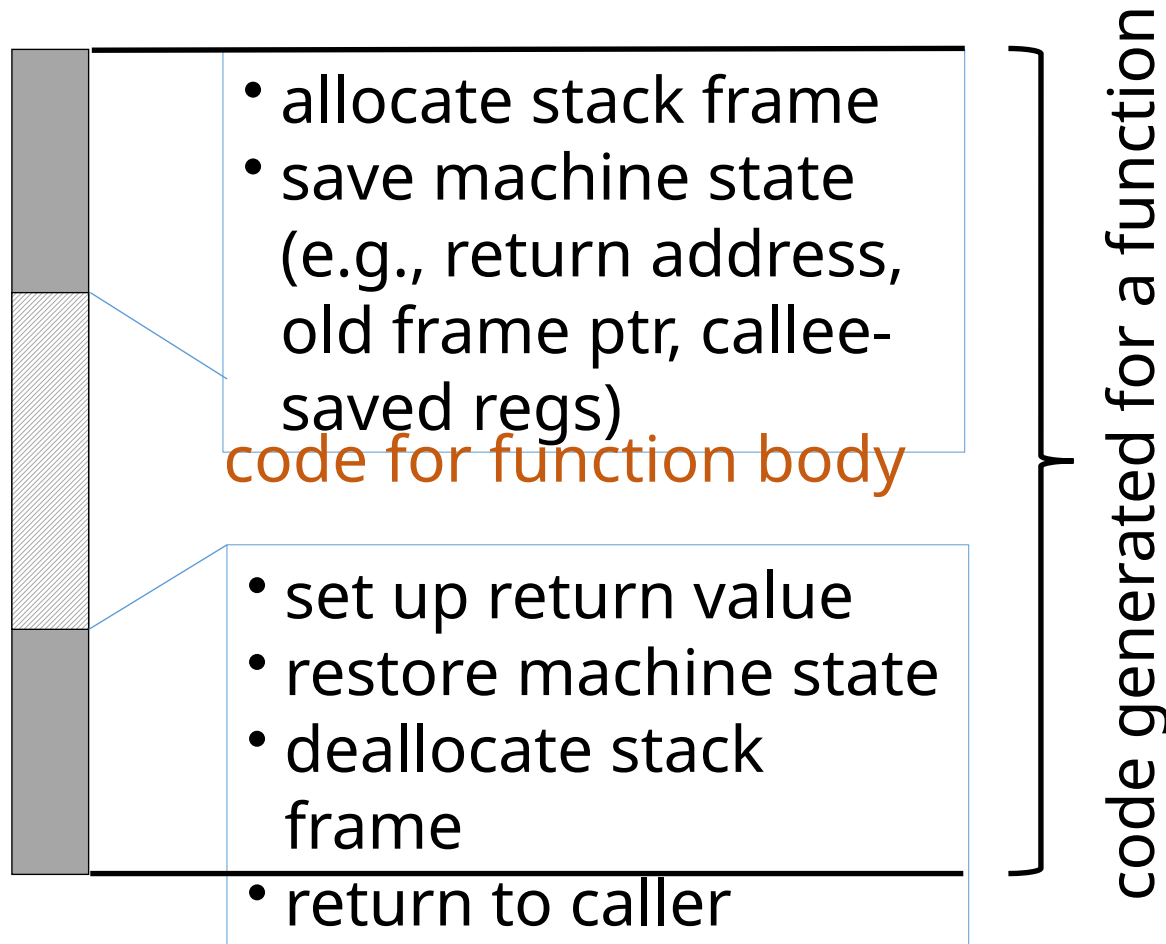 • allocate stack frame
• save machine state
(e.g., return address,
old frame ptr, callee-
saved regs)
code for function body
• set up return value
• restore machine state
• deallocate stack
frame
• return to caller
code generated for a function